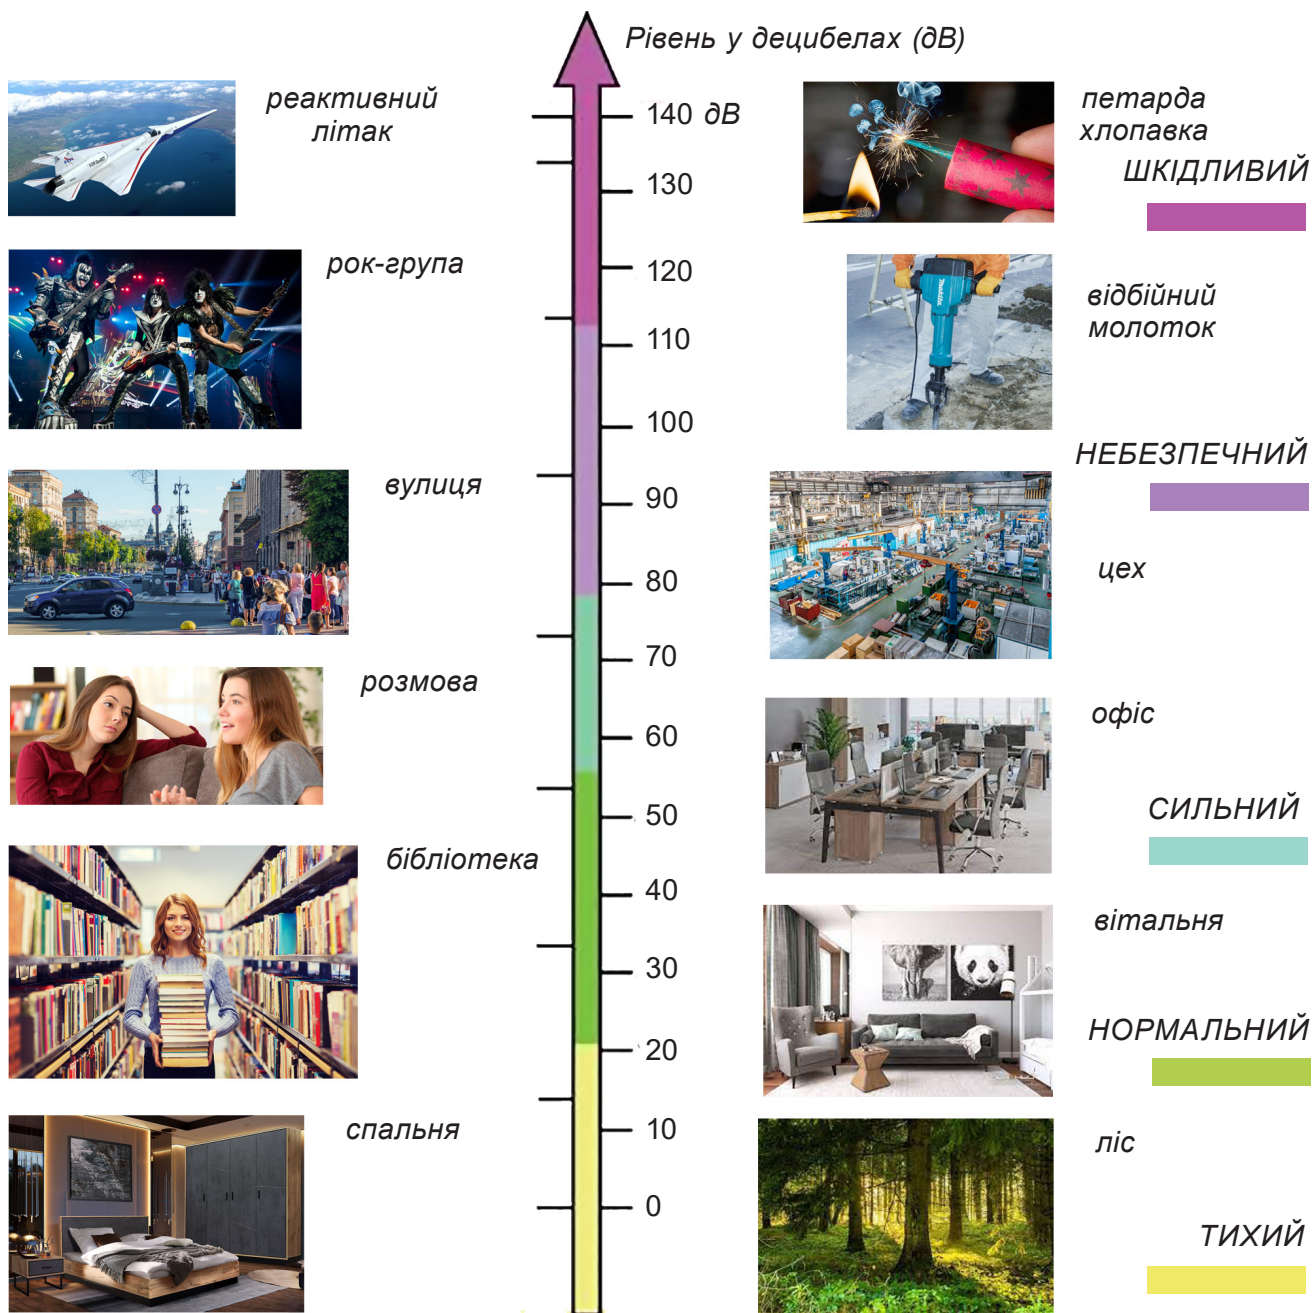 Рівень у децибелах (дВ)
реактивний
літак
140 дВ
петарда
хлопавка
ШКІДЛИВИЙ
130
рок-група
120
відбійний
молоток
110
100
НЕБЕЗПЕЧНИЙ
вулиця
90
цех
80
70
розмова
офіс
60
50
СИЛЬНИЙ
бібліотека
40
вітальня
30
НОРМАЛЬНИЙ
20
спальня
10
ліс
0
ТИХИЙ